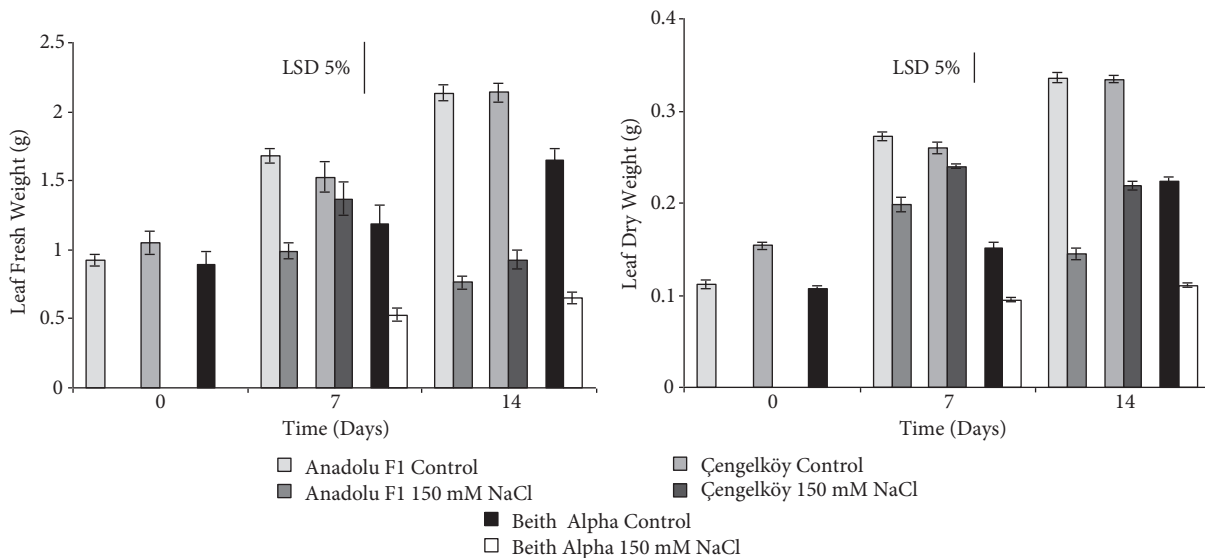 Leaf Fresh Weight (g)
2.5
2
1.5
1
0.5
0
LSD 5%
0 7 14
Time (Days)
Leaf Dry Weight (g)
0.4
0.3
0.2
0.1
0
LSD 5%
0 7 14
Time (Days)
Anadolu F1 Control
Anadolu F1 150 mM NaCl
Çengelköy Control
Çengelköy 150 mM NaCl
Beith Alpha Control
Beith Alpha 150 mM NaCl